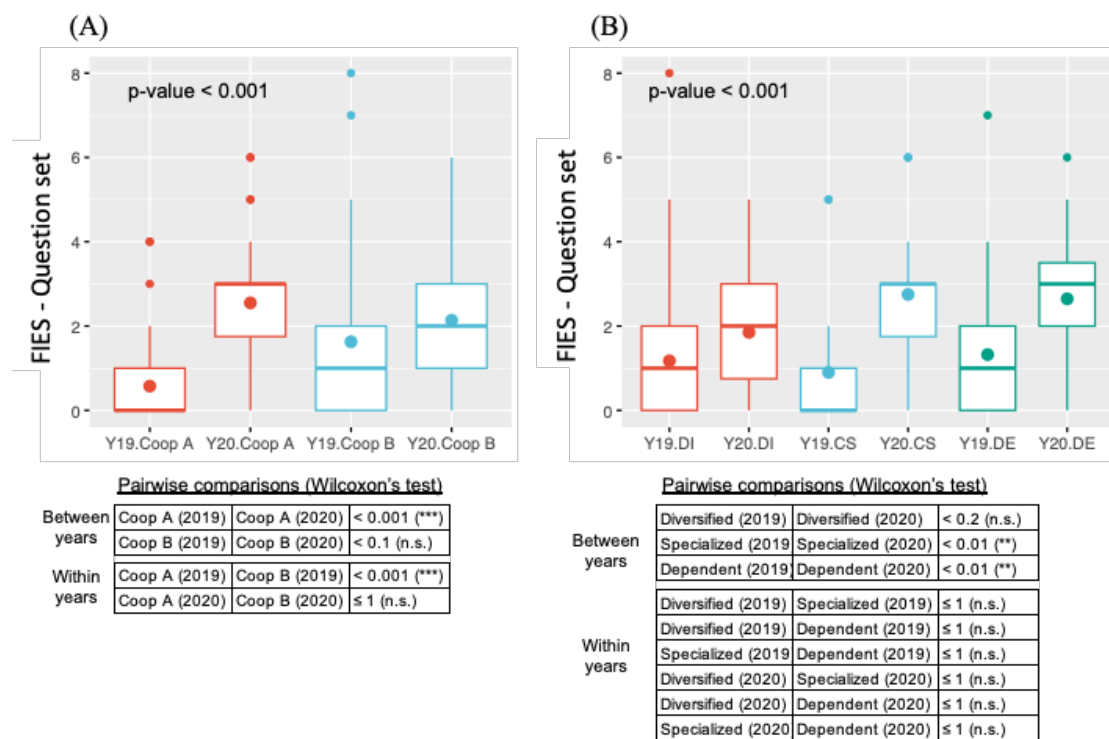 (A)
p-value < 0.001
FIES - Question set
8
6
4
2
0
Y19.Coop A Y20.Coop A Y19.Coop B Y20.Coop B
Pairwise comparisons (Wilcoxon's test)
Between years
Coop A (2019) Coop A (2020) < 0.001 (***)
Coop B (2019) Coop B (2020) < 0.1 (n.s.)
Within years
Coop A (2019) Coop B (2019) < 0.001 (***)
Coop A (2020) Coop B (2020) ≤ 1 (n.s.)
(B)
p-value < 0.001
FIES - Question set
8
6
4
2
0
Y19.DI Y20.DI Y19.CS Y20.CS Y19.DE Y20.DE
Pairwise comparisons (Wilcoxon's test)
Between years
Diversified (2019) Diversified (2020) < 0.2 (n.s.)
Specialized (2019 Specialized (2020) < 0.01 (**)
Dependent (2019) Dependent (2020) < 0.01 (**)
Within years
Diversified (2019) Specialized (2019) ≤ 1 (n.s.)
Diversified (2019) Dependent (2019) ≤ 1 (n.s.)
Specialized (2019 Dependent (2019) ≤ 1 (n.s.)
Diversified (2020) Specialized (2020) ≤ 1 (n.s.)
Diversified (2020) Dependent (2020) ≤ 1 (n.s.)
Specialized (2020 Dependent (2020) ≤ 1 (n.s.)